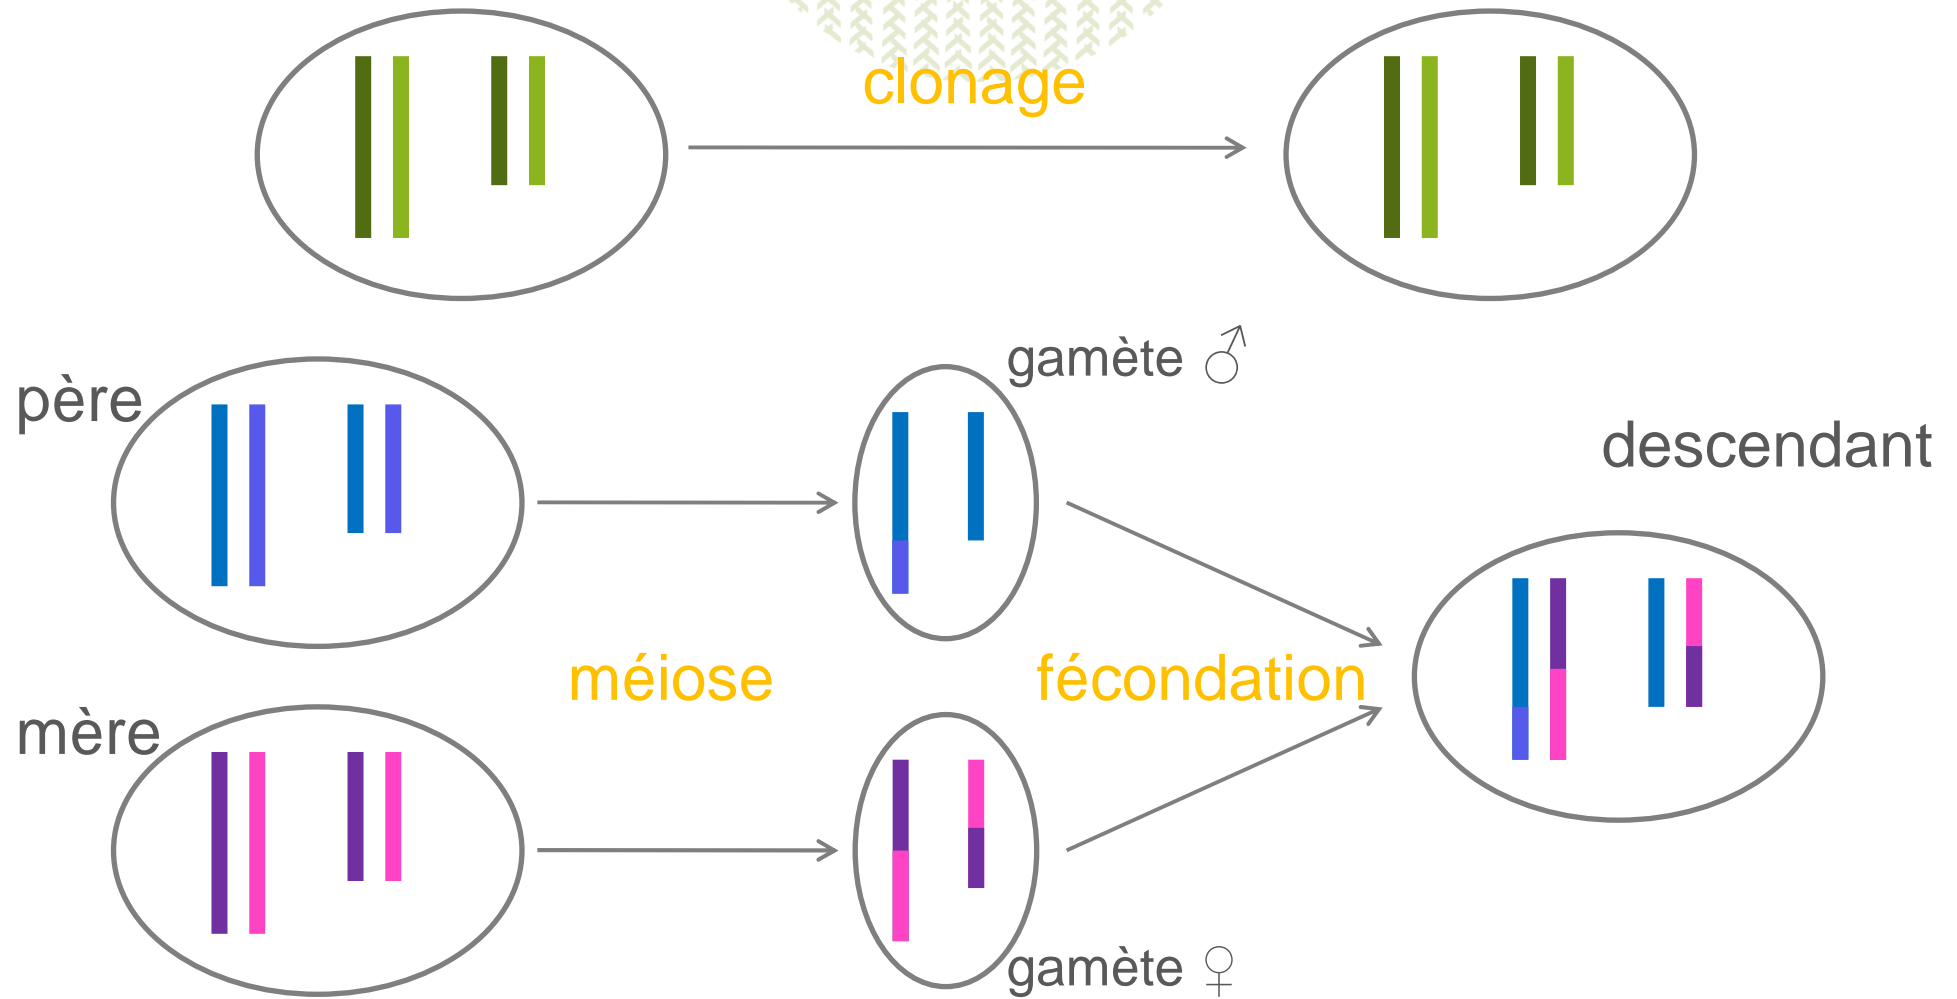 clonage
gamète ♂
père
descendant
méiose
fécondation
mère
gamète ♀